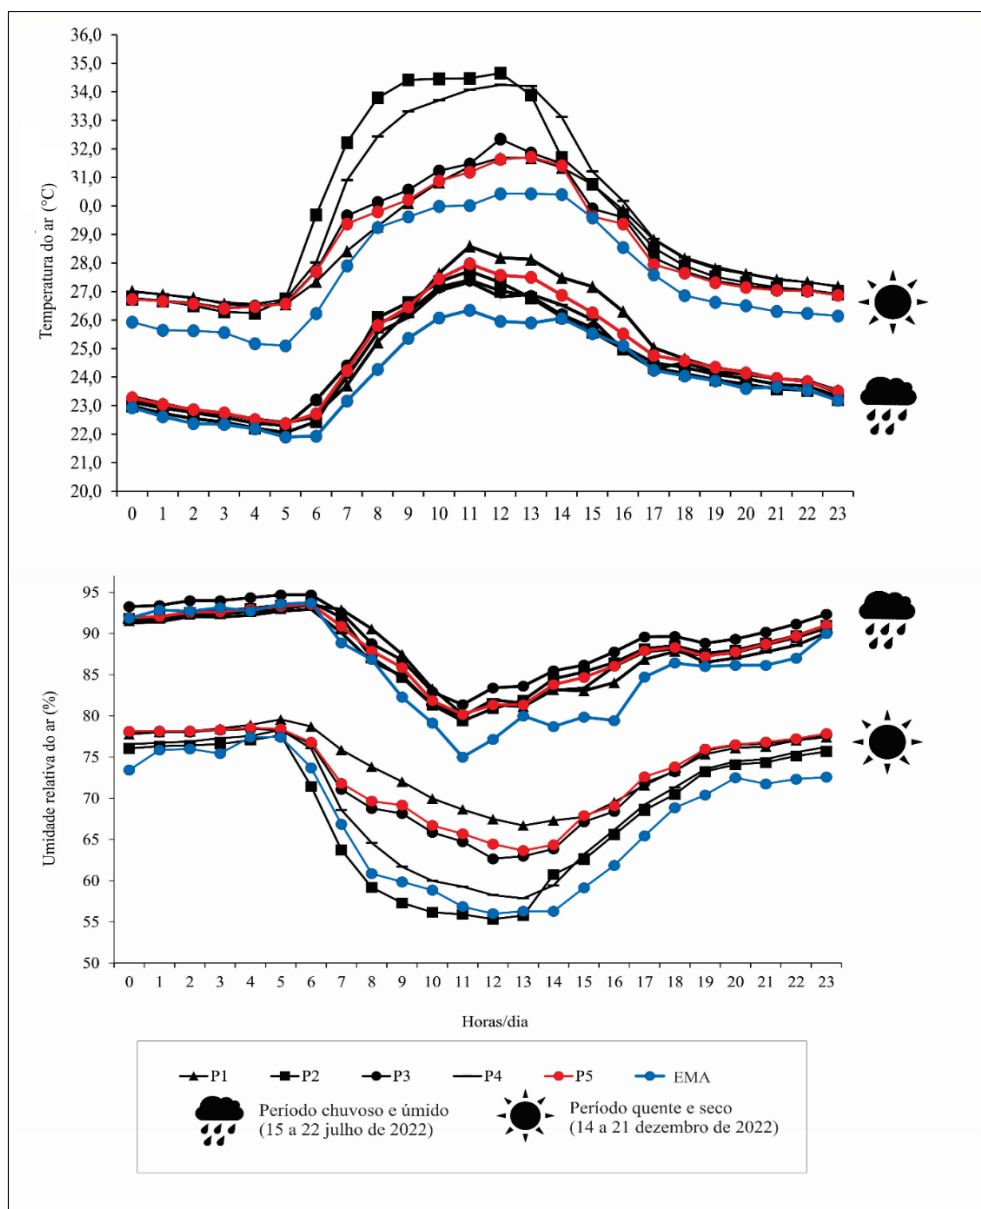 36,0
35,0
34,0
33,0
32,0
31,0
0,0
29,0
28,0
27,0
26,0
25,0
24,0
23,0
22,0
21,0
20,0
Temperatura do ar (°C)
0 1 2 3 4 5 6 7 8 9 10 11 12 13 14 15 16 17 18 19 20 21 22 23
95
90
85
80
75
70
65
60
55
50
Umidade relativa do ar (%)
0 1 2 3 4 5 6 7 8 9 10 11 12 13 14 15 16 17 18 19 20 21 22 23
Horas/dia
P1 P2 P3 P4 P5 EMA
Período chuvoso e úmido
(15 a 22 julho de 2022)
Período quente e seco
(14 a 21 dezembro de 2022)